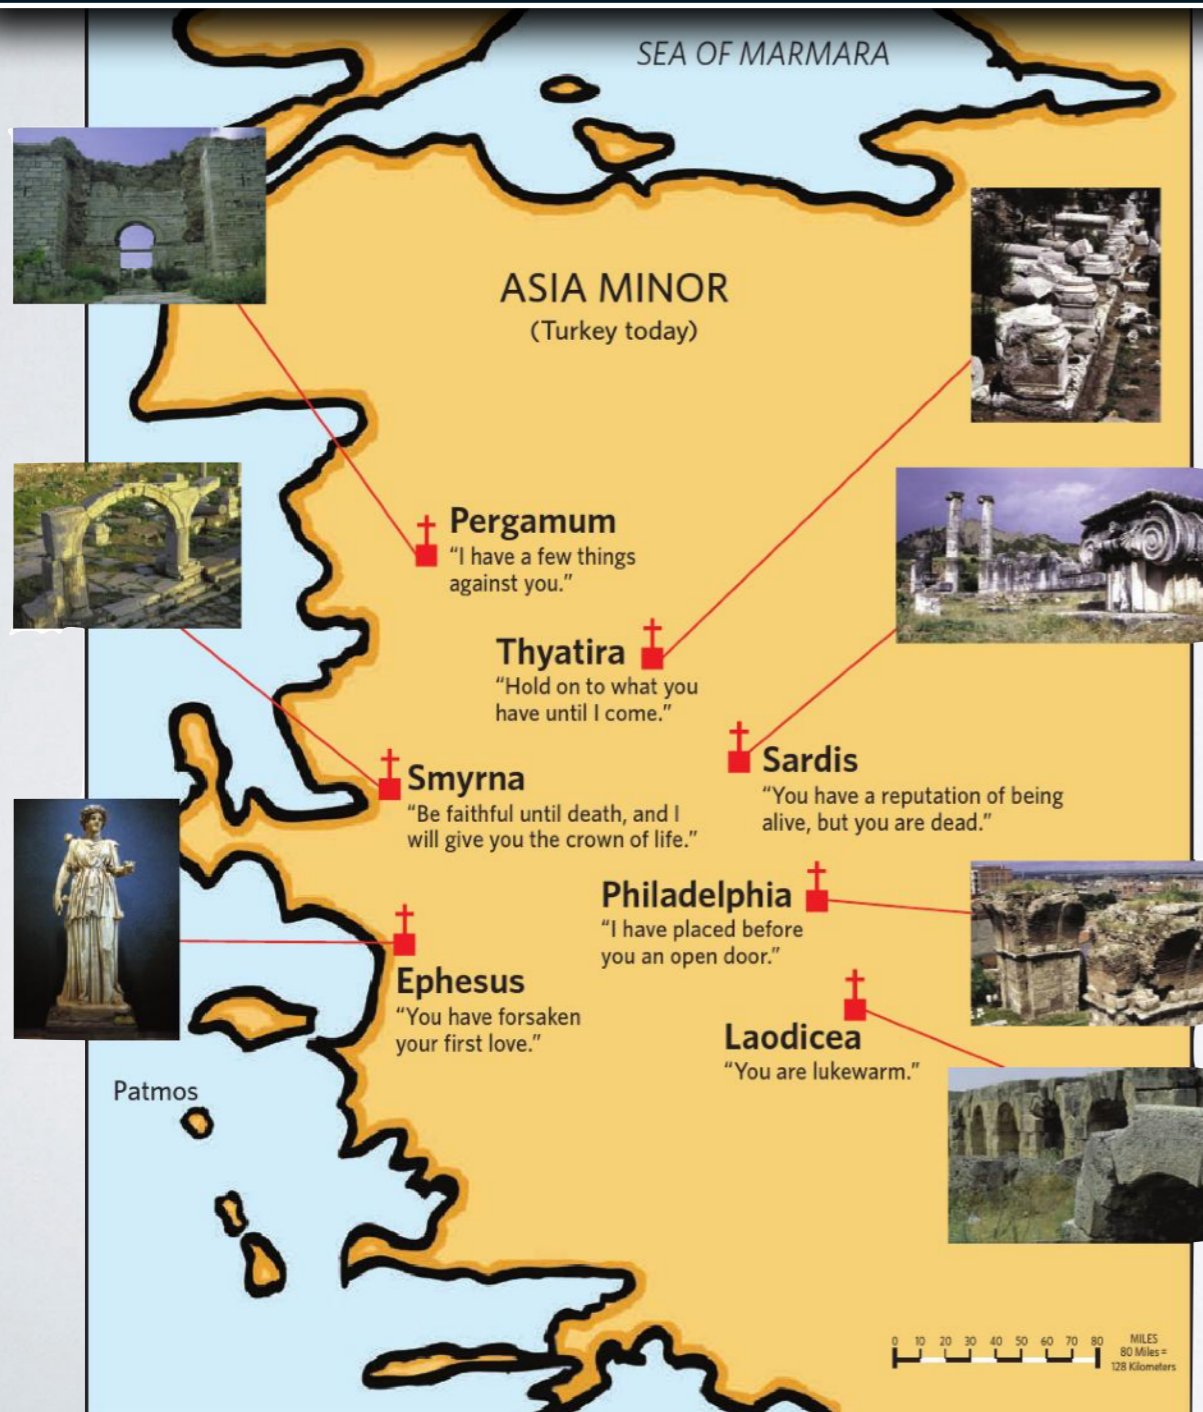 SEA OF MARMARA
ASIA MINOR
(Turkey today)
Pergamum
“I have a few things
against you.”
Thyatira
“Hold on to what you
have until I come.”
Sardis
“You have a reputation of being
alive, but you are dead.”
Smyrna
“Be faithful until death, and I
will give you the crown of life.”
Philadelphia
“I have placed before
you an open door.”
Ephesus
“You have forsaken
your first love.”
Laodicea
“You are lukewarm.”
Patmos
0 10 20 30 40 50 60 70 80
MILES
80 Miles =
128 Kilometers